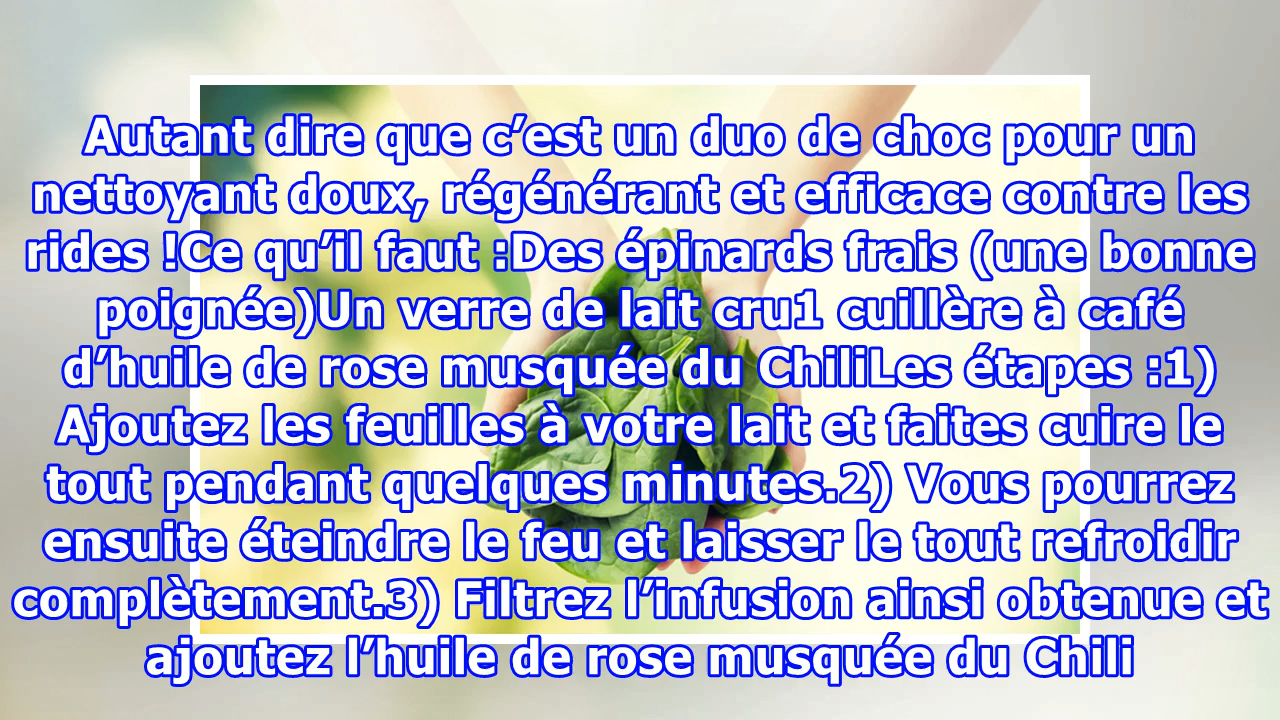 Autant dire que c’est un duo de choc pour un
nettoyant doux, régénérant et efficace contre les
rides !Ce qu’il faut :Des épinards frais (une bonne
poignée)Un verre de lait cru1 cuillère à café
d’huile de rose musquée du ChiliLes étapes :1)
Ajoutez les feuilles à votre lait et faites cuire le
tout pendant quelques minutes.2) Vous pourrez
ensuite éteindre le feu et laisser le tout refroidir
complètement.3) Filtrez l’infusion ainsi obtenue et
ajoutez l’huile de rose musquée du Chili